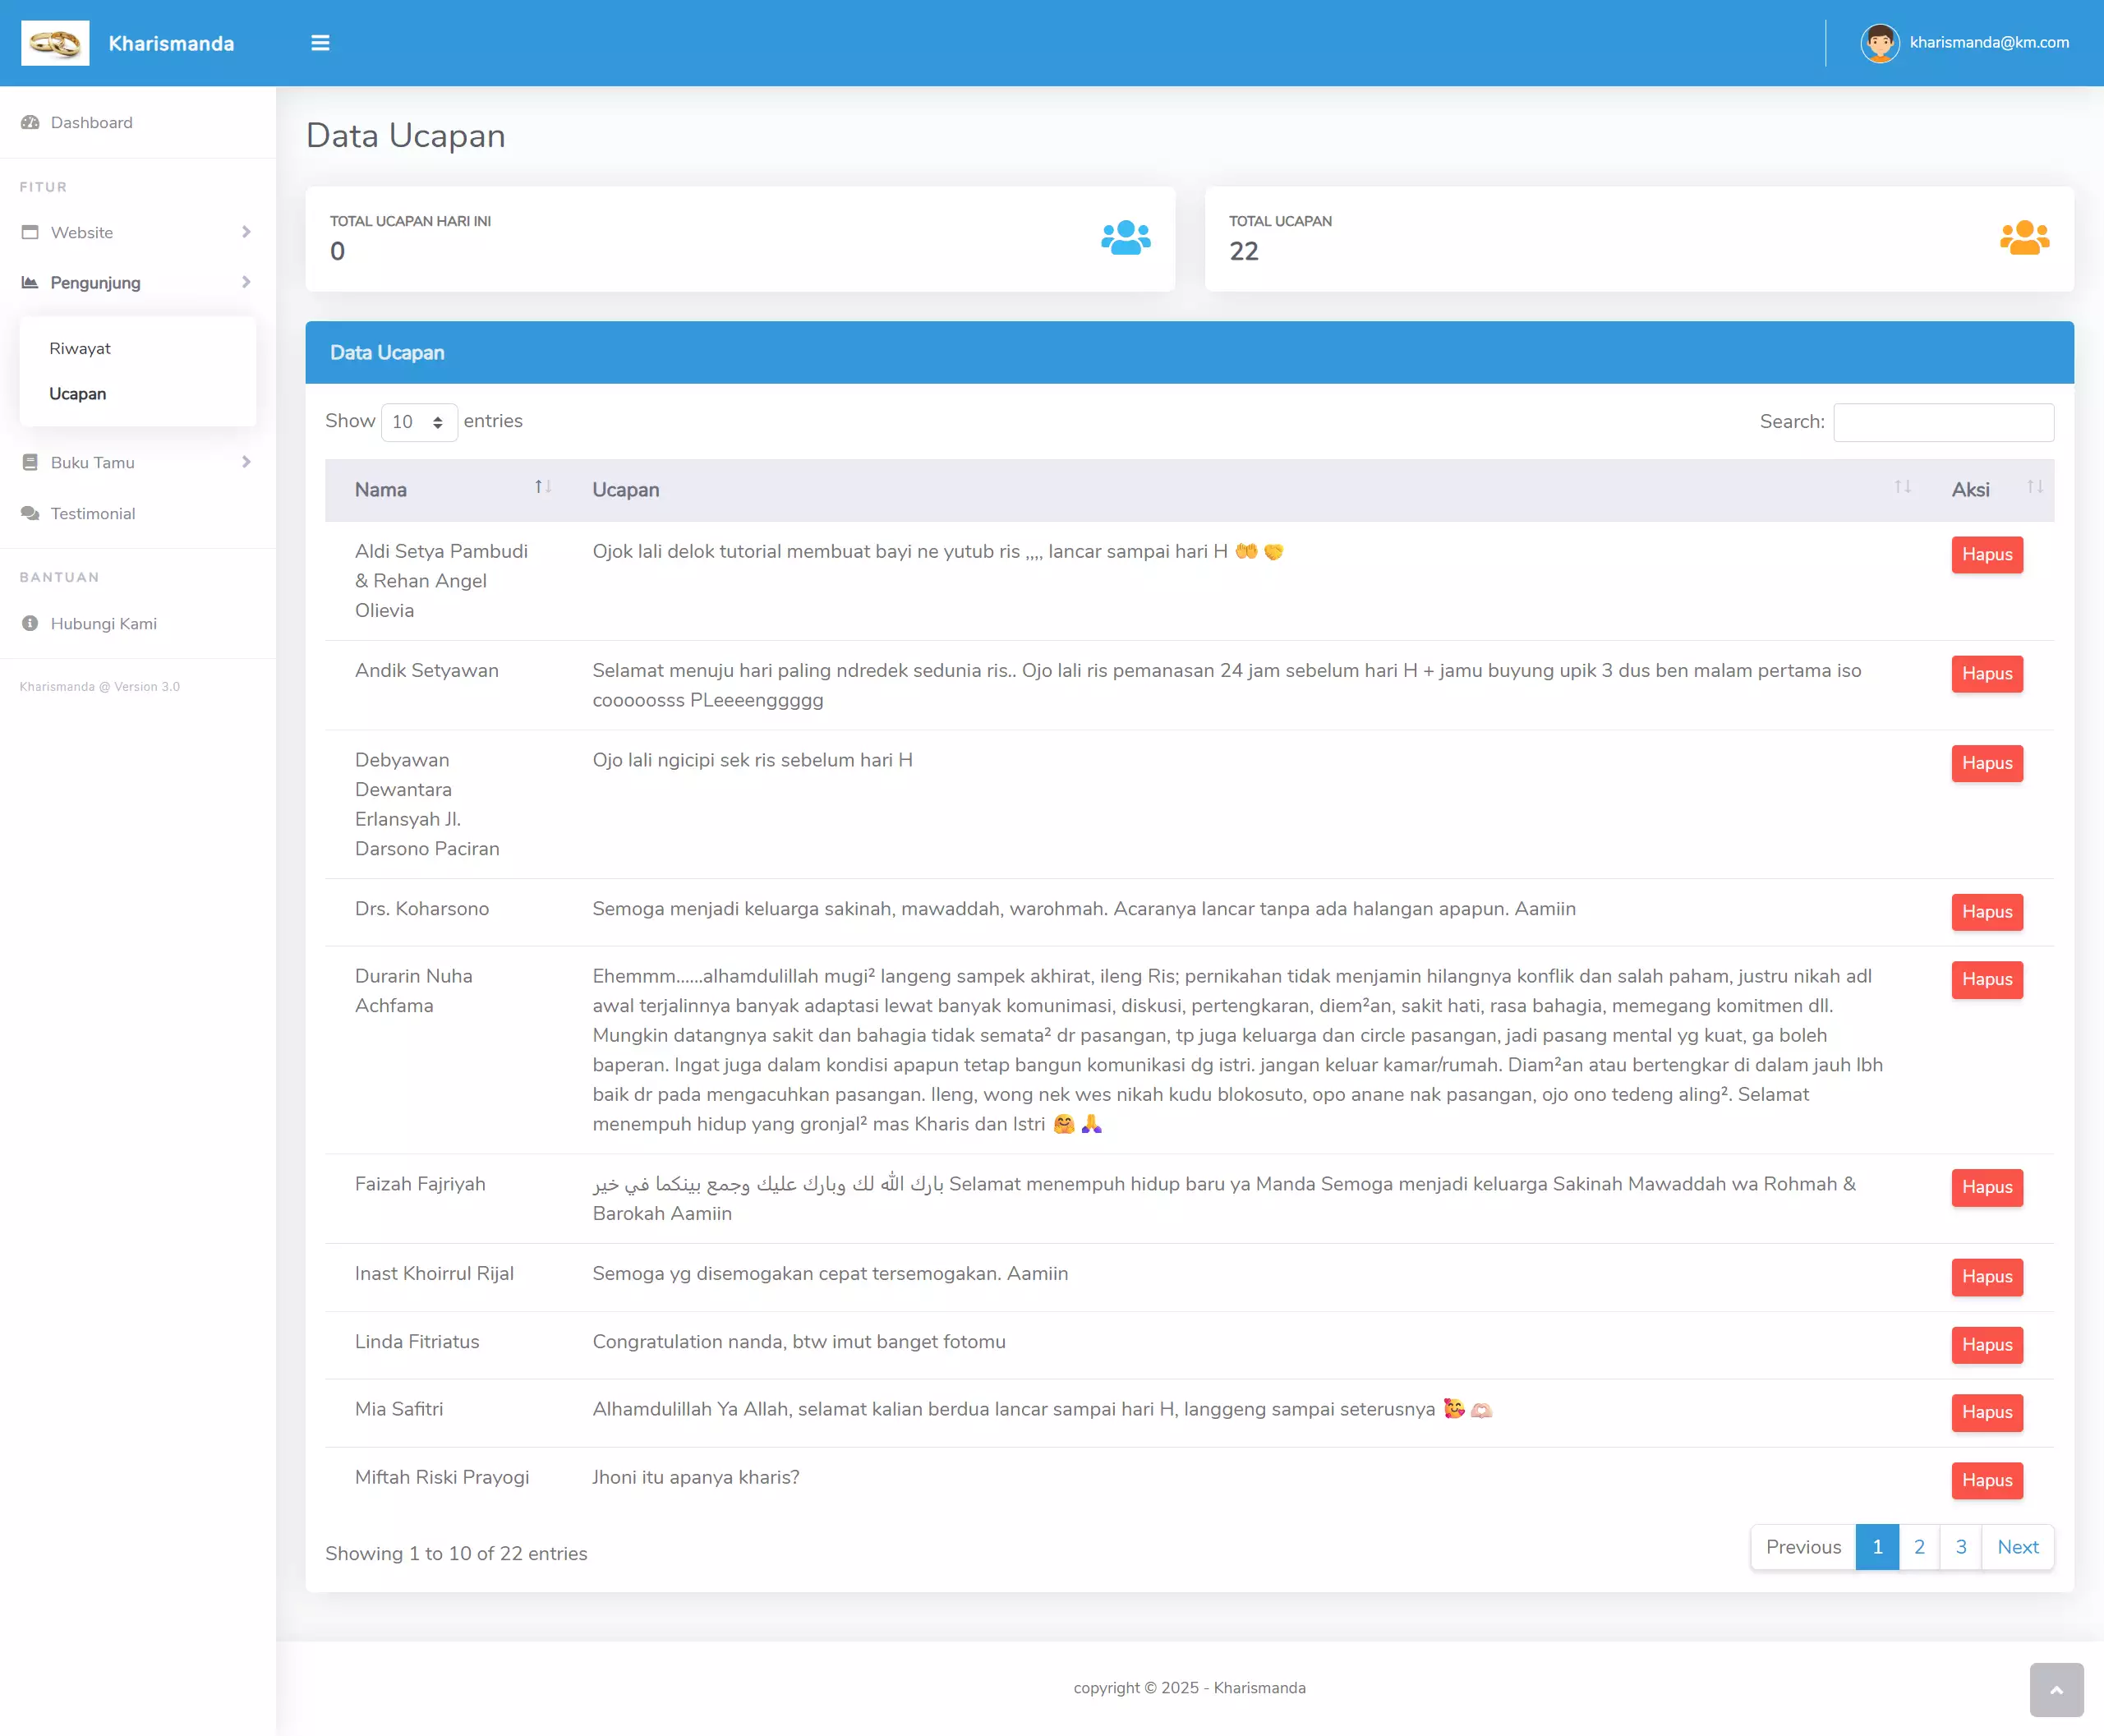 Kharismanda
kharismanda@km.com
Dashboard
FITUR
Website
Pengunjung
Riwayat
Ucapan
Buku Tamu
Testimonial
BANTUAN
Hubungi Kami
Kharismanda @ Version 3.0
Data Ucapan
TOTAL UCAPAN HARI INI
0
TOTAL UCAPAN
22
Data Ucapan
Show 10 entries
Search:
Nama Ucapan Aksi
Aldi Setya Pambudi Ojok lali delok tutorial membuat bayi ne yutub ris ,,,, lancar sampai hari H 🤲 🤝 Hapus
& Rehan Angel
Olievia
Andik Setyawan Selamat menuju hari paling ndredek sedunia ris.. Ojo lali ris pemanasan 24 jam sebelum hari H + jamu buyung upik 3 dus ben malam pertama iso Hapus
cooooosss PLeeeenggggg
Debyawan Ojo lali ngicipi sek ris sebelum hari H Hapus
Dewantara
Erlansyah Jl.
Darsono Paciran
Drs. Koharsono Semoga menjadi keluarga sakinah, mawaddah, warohmah. Acaranya lancar tanpa ada halangan apapun. Aamiin Hapus
Durarin Nuha Ehemmm......alhamdulillah mugi² langeng sampek akhirat, ileng Ris; pernikahan tidak menjamin hilangnya konflik dan salah paham, justru nikah adl Hapus
Achfama awal terjalinnya banyak adaptasi lewat banyak komunimasi, diskusi, pertengkaran, diem²an, sakit hati, rasa bahagia, memegang komitmen dll.
Mungkin datangnya sakit dan bahagia tidak semata² dr pasangan, tp juga keluarga dan circle pasangan, jadi pasang mental yg kuat, ga boleh
baperan. Ingat juga dalam kondisi apapun tetap bangun komunikasi dg istri. jangan keluar kamar/rumah. Diam²an atau bertengkar di dalam jauh lbh
baik dr pada mengacuhkan pasangan. Ileng, wong nek wes nikah kudu blokosuto, opo anane nak pasangan, ojo ono tedeng aling². Selamat
menempuh hidup yang gronjal² mas Kharis dan Istri 🤗 🙏
Faizah Fajriyah بارك الله لك وبارك عليك وجمع بينكما في خير Selamat menempuh hidup baru ya Manda Semoga menjadi keluarga Sakinah Mawaddah wa Rohmah & Hapus
Barokah Aamiin
Inast Khoirrul Rijal Semoga yg disemogakan cepat tersemogakan. Aamiin Hapus
Linda Fitriatus Congratulation nanda, btw imut banget fotomu Hapus
Mia Safitri Alhamdulillah Ya Allah, selamat kalian berdua lancar sampai hari H, langgeng sampai seterusnya 🥰 🫶🏻 Hapus
Miftah Riski Prayogi Jhoni itu apanya kharis? Hapus
Showing 1 to 10 of 22 entries
Previous 1 2 3 Next
copyright © 2025 - Kharismanda